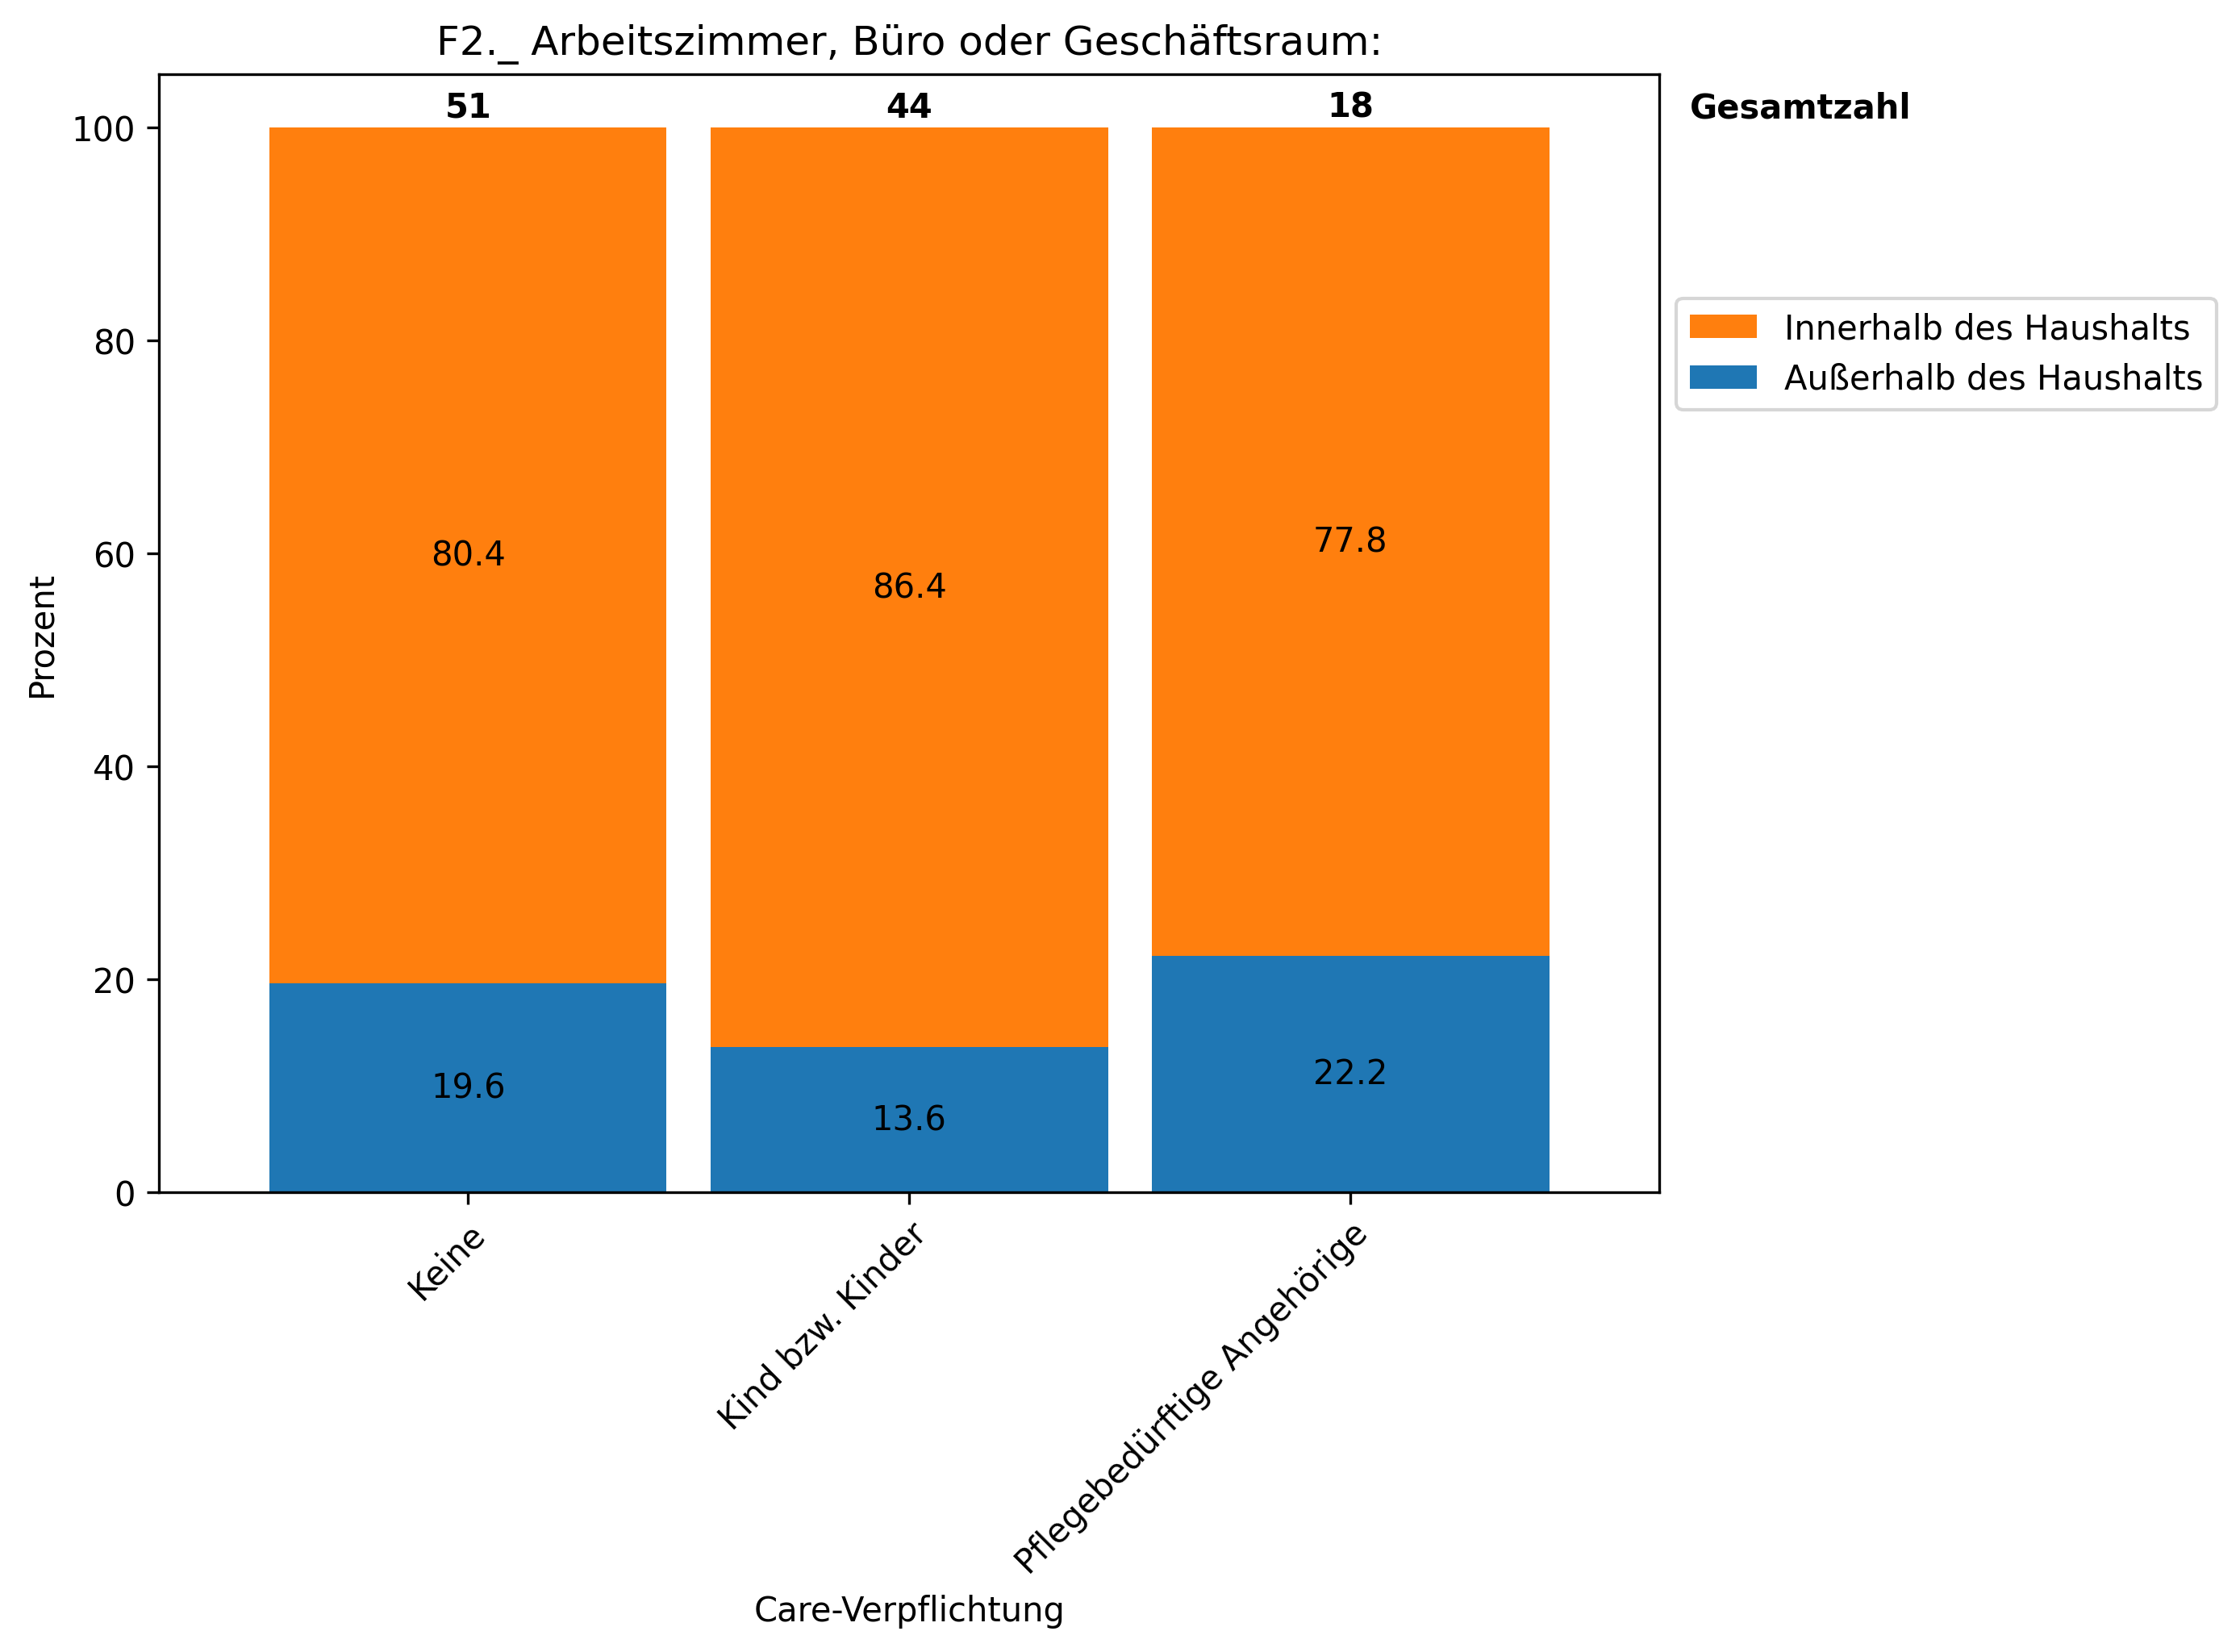 F2._ Arbeitszimmer, Büro oder Geschäftsraum:
51 44 18 Gesamtzahl
100
80
60
40
20
0
Prozent
Innerhalb des Haushalts
Außerhalb des Haushalts
80.4
86.4
77.8
19.6
13.6
22.2
Keine
Kind bzw. Kinder
Pflegebedürftige Angehörige
Care-Verpflichtung